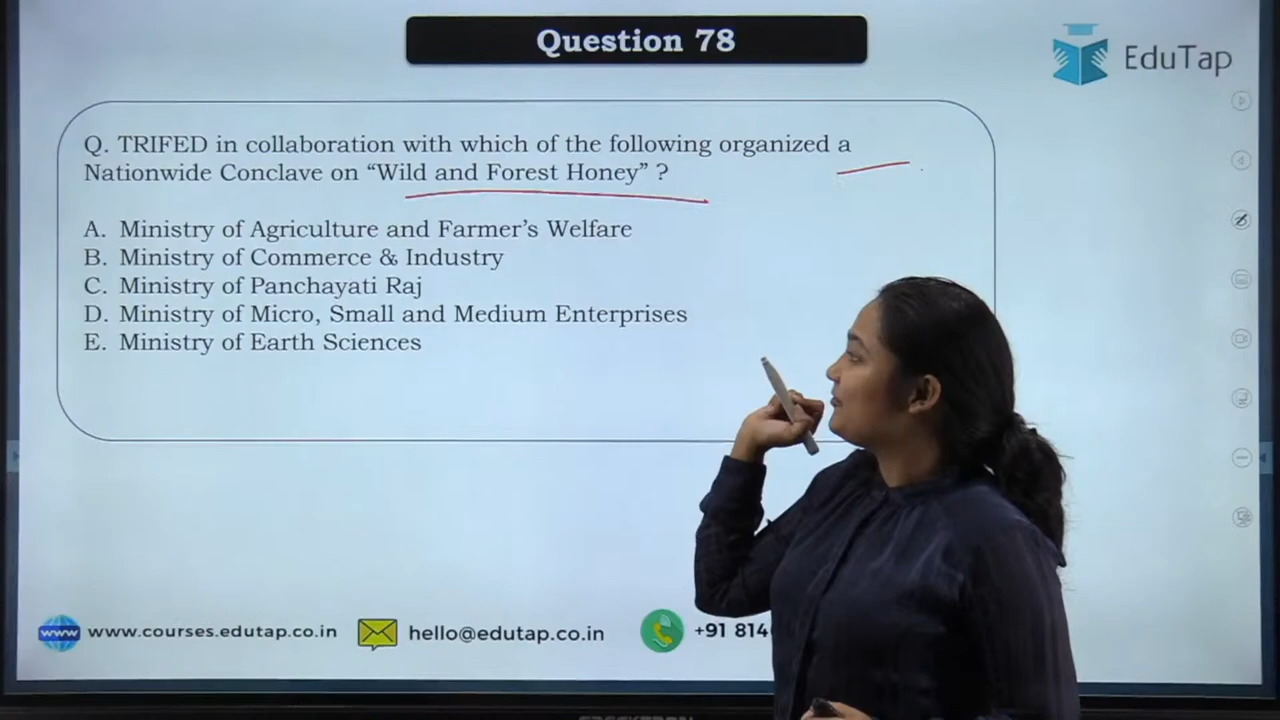 Question 78
EduTap
Q. TRIFED in collaboration with which of the following organized a
Nationwide Conclave on “Wild and Forest Honey” ?
A. Ministry of Agriculture and Farmer’s Welfare
B. Ministry of Commerce & Industry
C. Ministry of Panchayati Raj
D. Ministry of Micro, Small and Medium Enterprises
E. Ministry of Earth Sciences
www www.courses.edutap.co.in hello@edutap.co.in +91 814